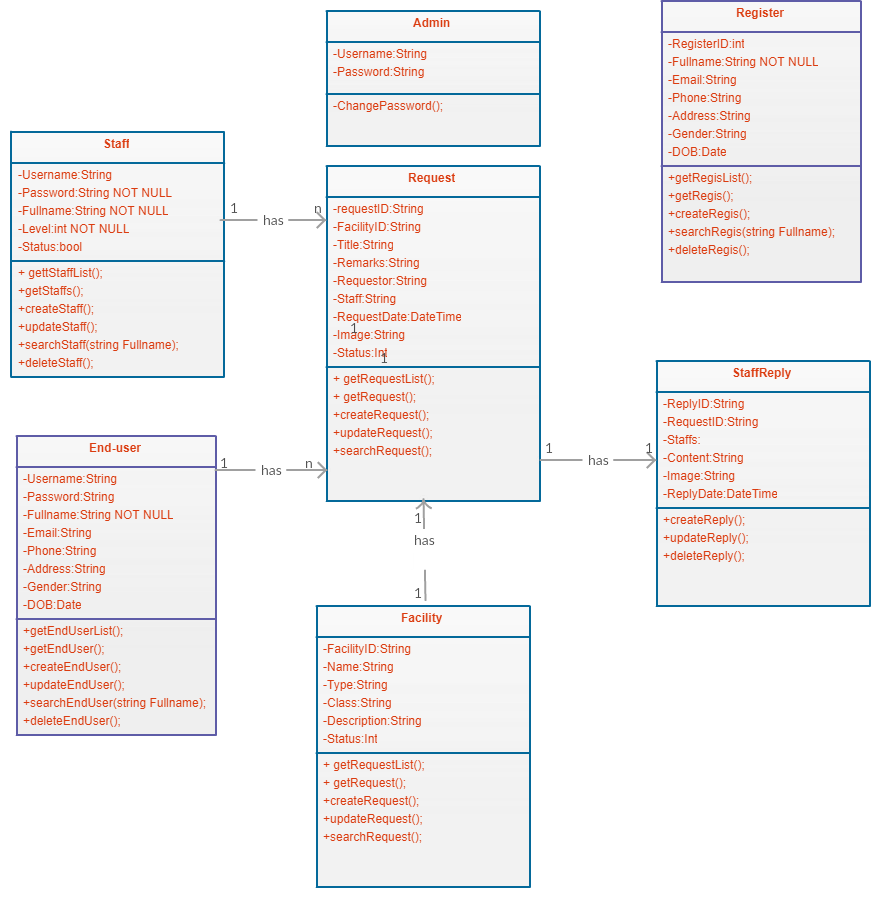 Admin
-Username:String
-Password:String
-ChangePassword();
Register
-RegisterID:int
-Fullname:String NOT NULL
-Email:String
-Phone:String
-Address:String
-Gender:String
-DOB:Date
+getRegisList();
+getRegis();
+createRegis();
+searchRegis(string Fullname);
+deleteRegis();
Staff
-Username:String
-Password:String NOT NULL
-Fullname:String NOT NULL
-Level:int NOT NULL
-Status:bool
+ gettStaffList();
+getStaffs();
+createStaff();
+updateStaff();
+searchStaff(string Fullname);
+deleteStaff();
1
has
n
Request
-requestID:String
-FacilityID:String
-Title:String
-Remarks:String
-Requestor:String
-Staff:String
-RequestDate:DateTime
1
-Image:String
-Status:Int
1
+ getRequestList();
+ getRequest();
+createRequest();
+updateRequest();
+searchRequest();
1
has
1
StaffReply
-ReplyID:String
-RequestID:String
-Staffs:
-Content:String
-Image:String
-ReplyDate:DateTime
+createReply();
+updateReply();
+deleteReply();
End-user
-Username:String
-Password:String
-Fullname:String NOT NULL
-Email:String
-Phone:String
-Address:String
-Gender:String
-DOB:Date
+getEndUserList();
+getEndUser();
+createEndUser();
+updateEndUser();
+searchEndUser(string Fullname);
+deleteEndUser();
1
has
n
1
has
1
Facility
-FacilityID:String
-Name:String
-Type:String
-Class:String
-Description:String
-Status:Int
+ getRequestList();
+ getRequest();
+createRequest();
+updateRequest();
+searchRequest();